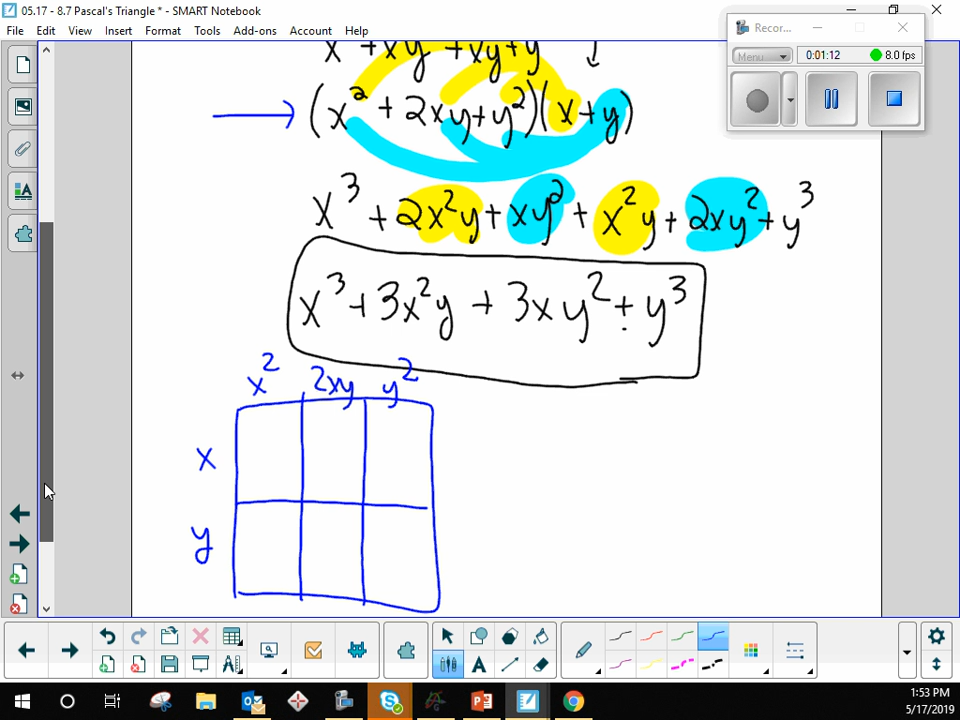 05.17 - 8.7 Pascal's Triangle * - SMART Notebook
File Edit View Insert Format Tools Add-ons Account Help
Recor...
Menu 0:01:12 8.0 fps
(x² + 2xy + y²)(x + y)
x³ + 2x²y + xy² + x²y + 2xy² + y³
x³ + 3x²y + 3xy² + y³
x² 2xy y²
x
y
1:53 PM
5/17/2019